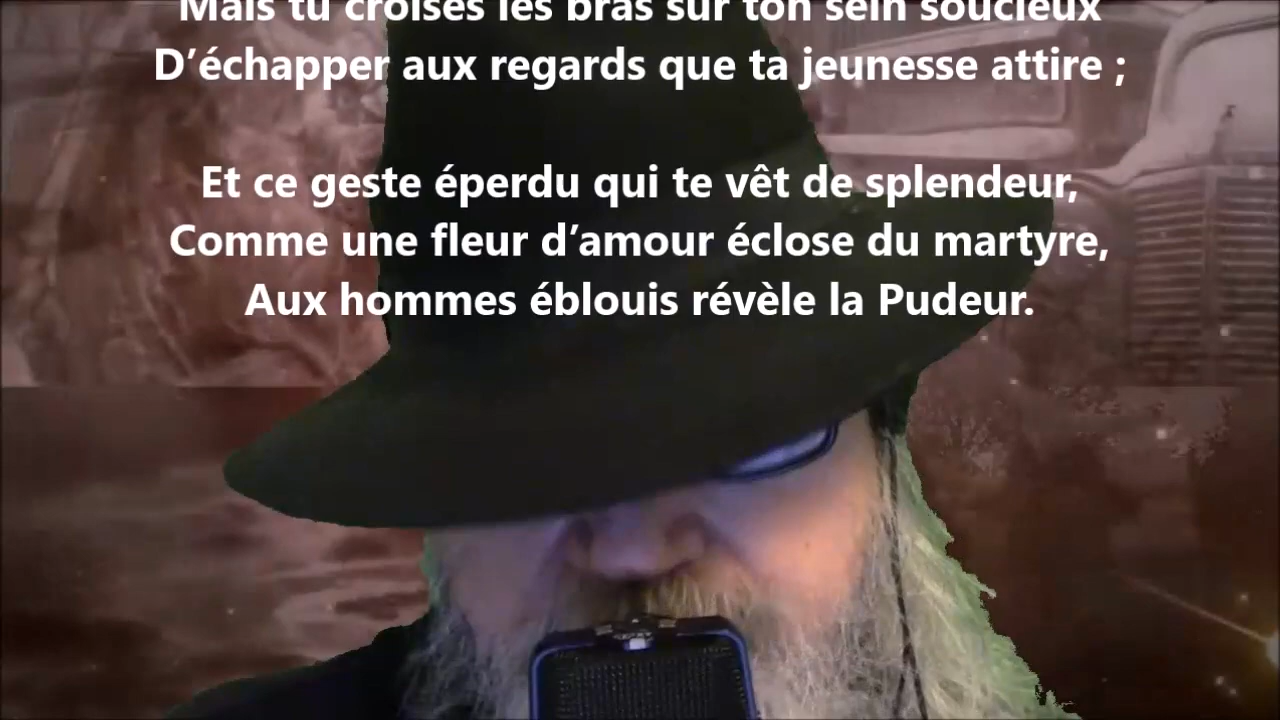 Mais tu croises les bras sur ton sein soucieux
D’échapper aux regards que ta jeunesse attire ;
Et ce geste éperdu qui te vêt de splendeur,
Comme une fleur d’amour éclose du martyre,
Aux hommes éblouis révèle la Pudeur.